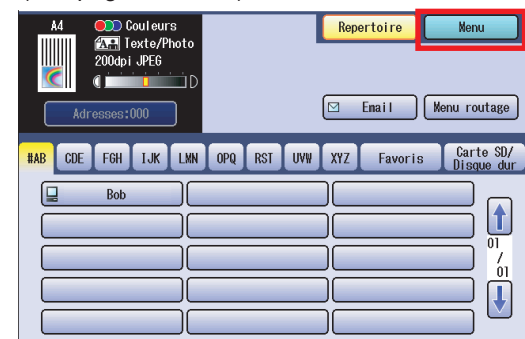 A4
Couleurs
Texte/Photo
200dpi JPEG
D
Adresses:000
Repertoire
Menu
Email
Menu routage
#AB
CDE
FGH
IJK
LMN
OPQ
RST
UVW
XYZ
Favoris
Carte SD/
Disque dur
Bob
01
/
01